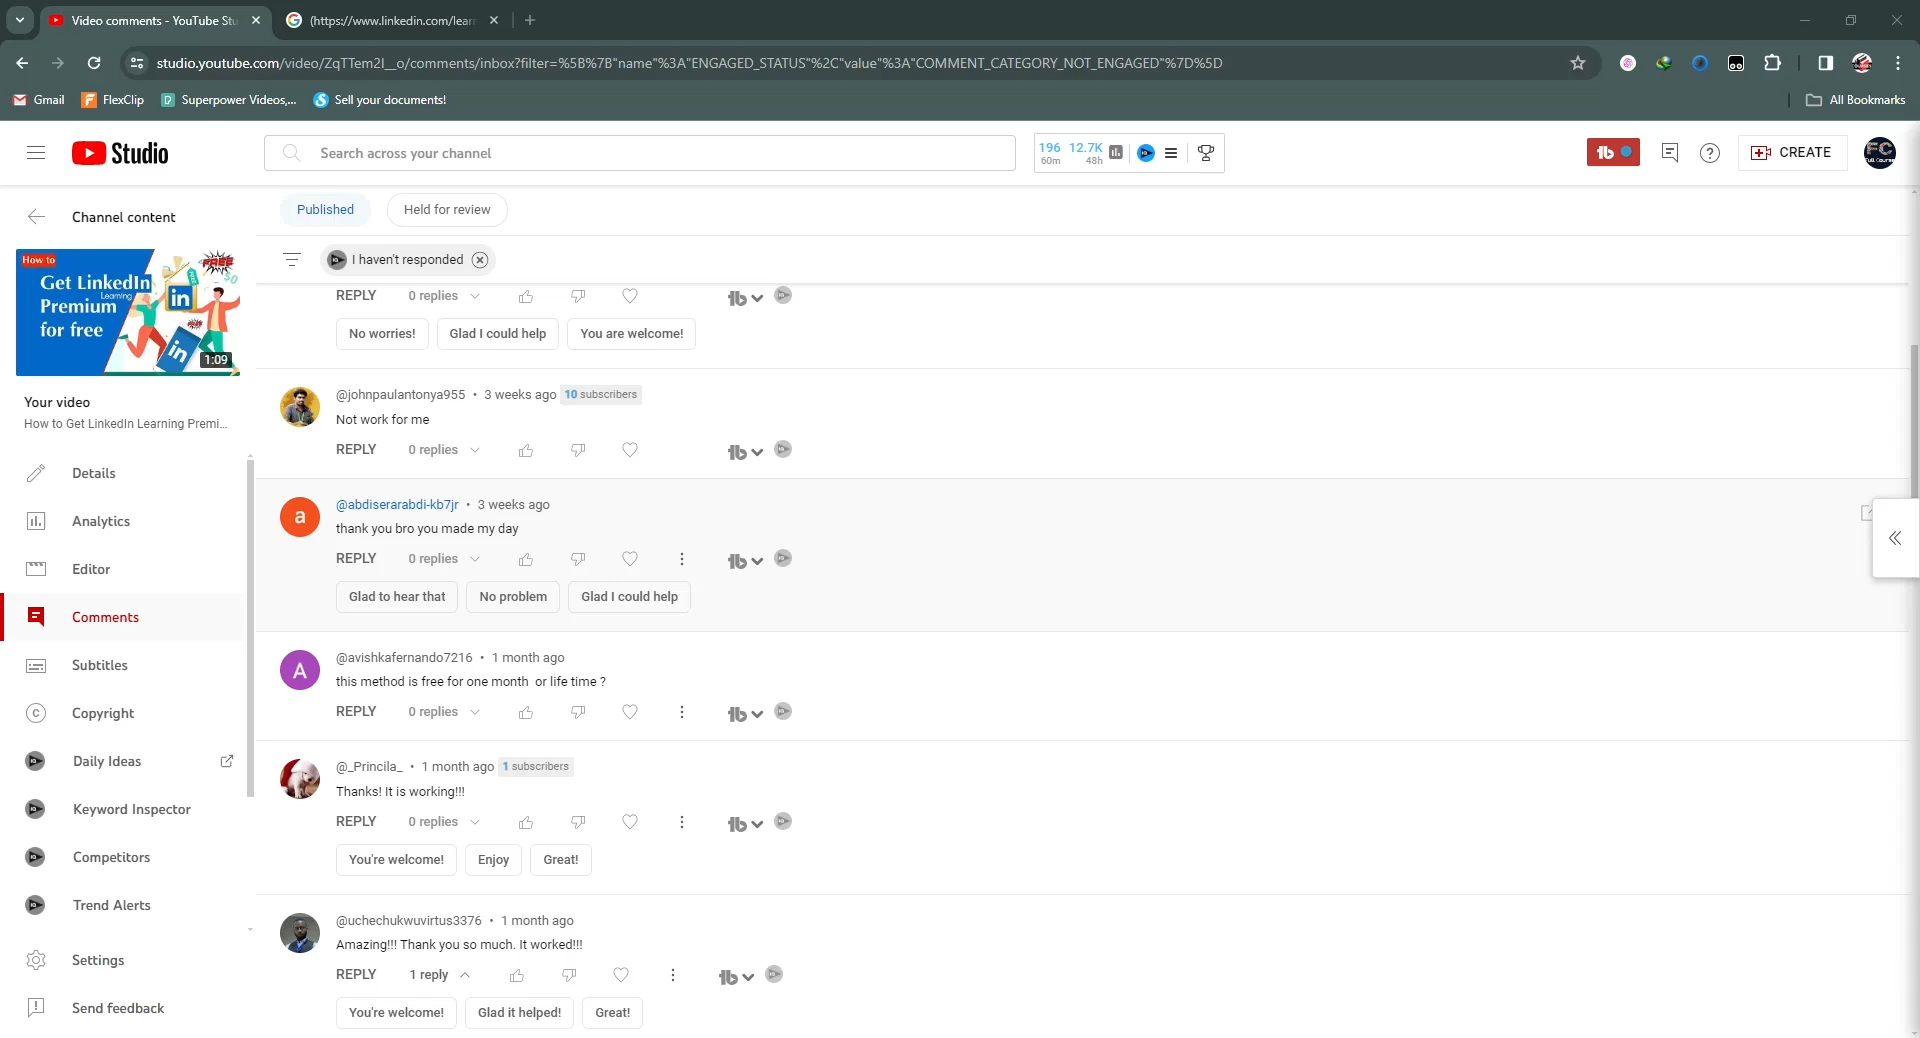 Video comments - YouTube Stu
(https://www.linkedin.com/lear
studio.youtube.com/video/ZqTTem2l__o/comments/inbox?filter=%5B%7B"name"%3A"ENGAGED_STATUS"%2C"value"%3A"COMMENT_CATEGORY_NOT_ENGAGED"%7D%5D
Gmail
FlexClip
Superpower Videos,...
Sell your documents!
All Bookmarks
Studio
Search across your channel
196 12.7K
60m 48h
CREATE
Channel content
Published
Held for review
I haven't responded
How to
Get LinkedIn
Learning
Premium
for free
FREE
$0
1:09
Your video
How to Get LinkedIn Learning Premi...
Details
Analytics
Editor
Comments
Subtitles
Copyright
Daily Ideas
Keyword Inspector
Competitors
Trend Alerts
Settings
Send feedback
REPLY 0 replies
No worries! Glad I could help You are welcome!
@johnpaulantonya955 • 3 weeks ago 10 subscribers
Not work for me
REPLY 0 replies
a
@abdiserarabdi-kb7jr • 3 weeks ago
thank you bro you made my day
REPLY 0 replies
Glad to hear that No problem Glad I could help
A
@avishkafernando7216 • 1 month ago
this method is free for one month or life time ?
REPLY 0 replies
@_Princila_ • 1 month ago 1 subscribers
Thanks! It is working!!!
REPLY 0 replies
You're welcome! Enjoy Great!
@uchechukwuvirtus3376 • 1 month ago
Amazing!!! Thank you so much. It worked!!!
REPLY 1 reply
You're welcome! Glad it helped! Great!